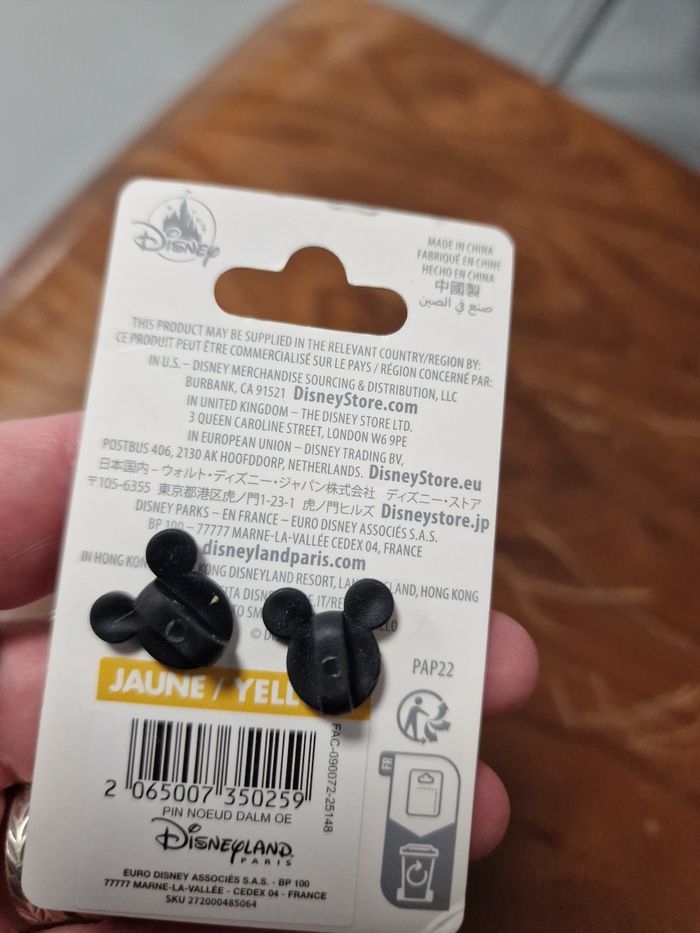 Disney
MADE IN CHINA
FABRIQUÉ EN CHINE
HECHO EN CHINA
中國製
صنع في الصين
THIS PRODUCT MAY BE SUPPLIED IN THE RELEVANT COUNTRY/REGION BY:
CE PRODUIT PEUT ÊTRE COMMERCIALISÉ SUR LE PAYS / RÉGION CONCERNÉ PAR:
IN U.S. – DISNEY MERCHANDISE SOURCING & DISTRIBUTION, LLC
BURBANK, CA 91521 DisneyStore.com
IN UNITED KINGDOM – THE DISNEY STORE LTD.
3 QUEEN CAROLINE STREET, LONDON W6 9PE
IN EUROPEAN UNION – DISNEY TRADING BV,
POSTBUS 406, 2130 AK HOOFDDORP, NETHERLANDS. DisneyStore.eu
日本国内 – ウォルト・ディズニー・ジャパン株式会社 ディズニー・ストア
〒105-6355 東京都港区虎ノ門1-23-1 虎ノ門ヒルズ Disneystore.jp
DISNEY PARKS – EN FRANCE – EURO DISNEY ASSOCIÉS S.A.S.
BP 100 – 77777 MARNE-LA-VALLÉE CEDEX 04, FRANCE
disneylandparis.com
IN HONG KONG DISNEYLAND RESORT, HONG KONG
©
JAUNE / YELL
PAP22
FR
2 065007 350259
FAC-090072-25148
PIN NOEUD DALM OE
Disneyland
PARIS
EURO DISNEY ASSOCIÉS S.A.S. · BP 100
77777 MARNE-LA-VALLÉE - CEDEX 04 - FRANCE
SKU 272000485064